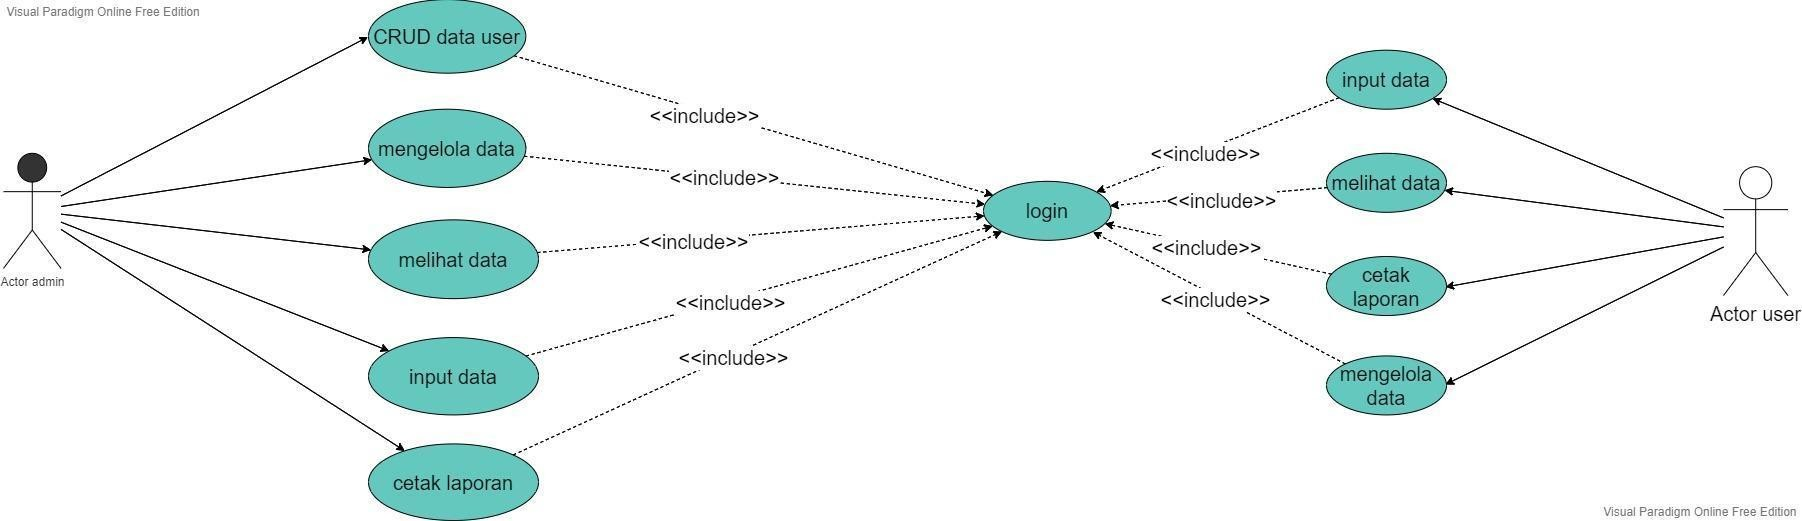 Visual Paradigm Online Free Edition
CRUD data user
mengelola data
melihat data
input data
cetak laporan
Actor admin
<<include>>
<<include>>
<<include>>
<<include>>
<<include>>
login
<<include>>
<<include>>
<<include>>
<<include>>
input data
melihat data
cetak
laporan
mengelola
data
Actor user
Visual Paradigm Online Free Edition